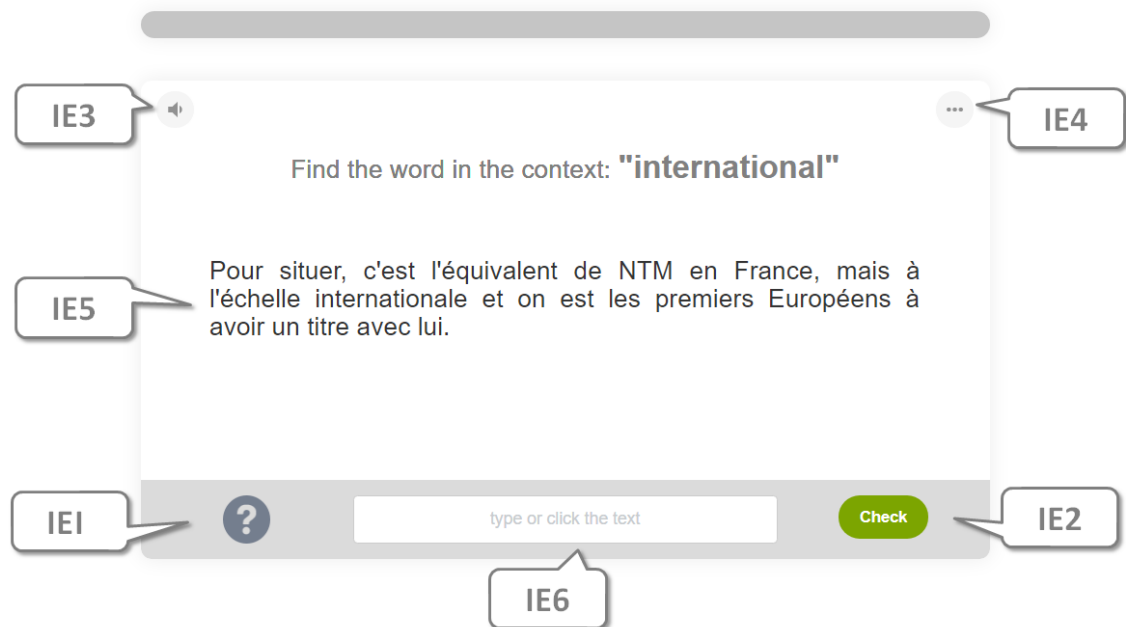 IE3
IE4
Find the word in the context: "international"
Pour situer, c'est l'équivalent de NTM en France, mais à
l'échelle internationale et on est les premiers Européens à
avoir un titre avec lui.
IE5
IE1
?
type or click the text
Check
IE2
IE6